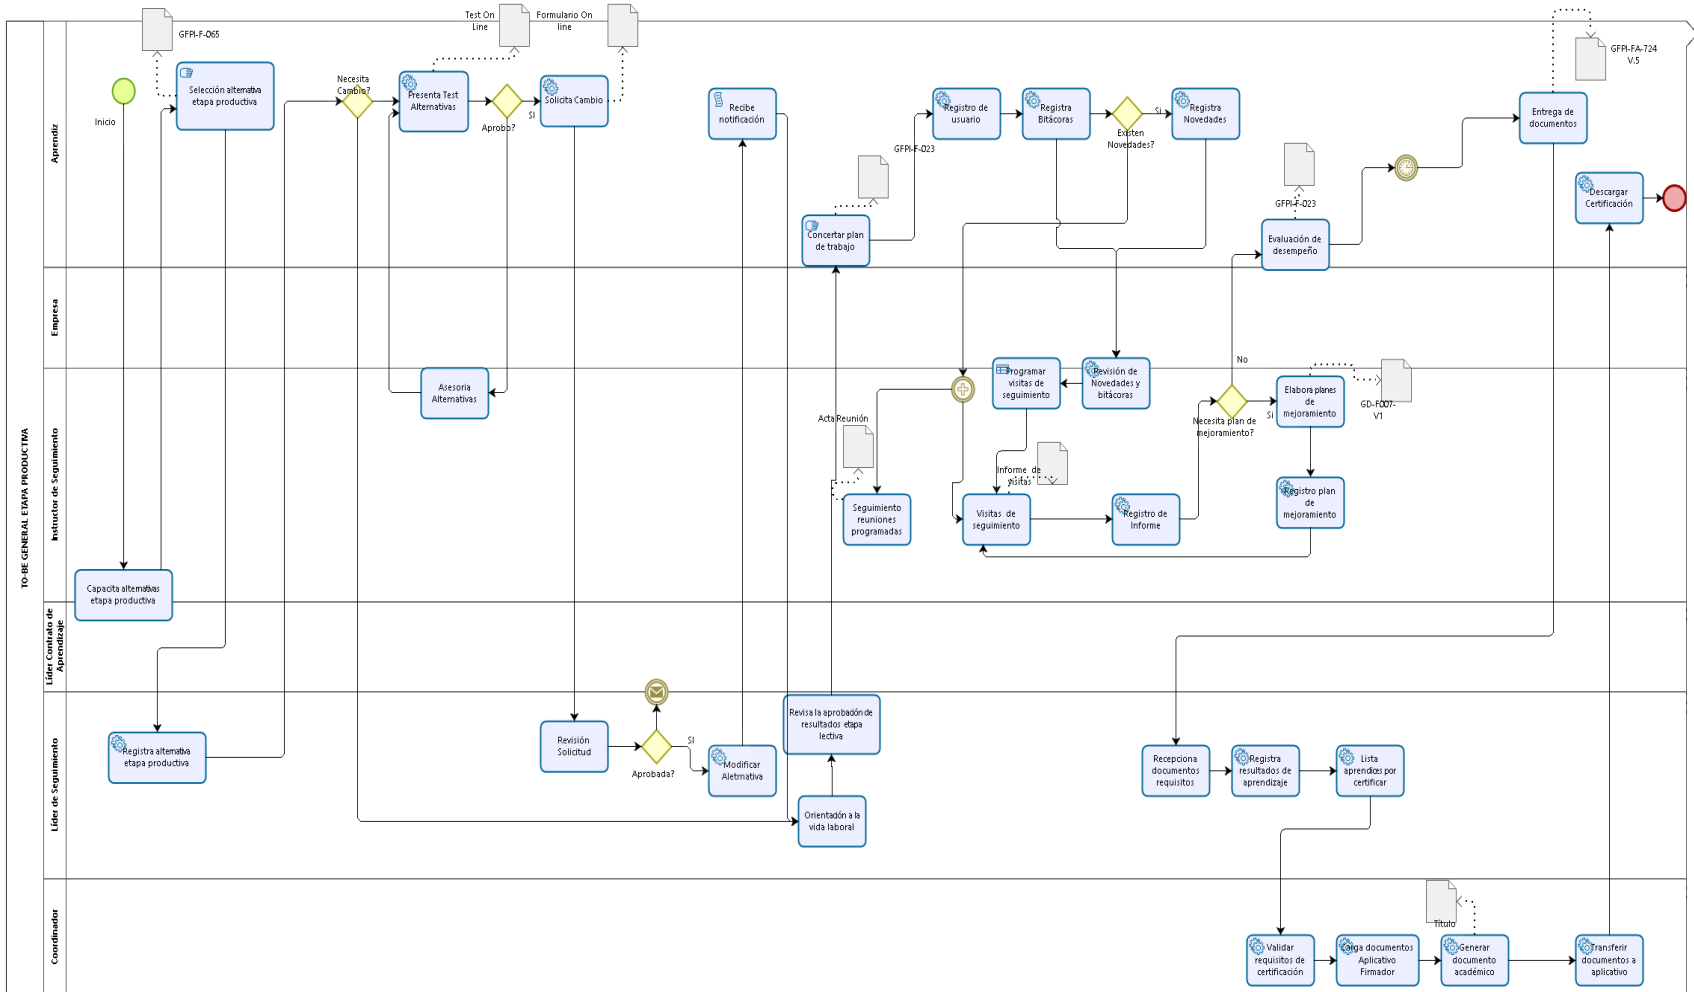 TO-BE GENERAL ETAPA PRODUCTIVA
Aprendiz
Empresa
Instructor de Seguimiento
Líder Contrato de
Aprendizaje
Líder de Seguimiento
Coordinador
GFPI-F-065
Inicio
Selección alternativa
etapa productiva
Necesita
Cambio?
Test On
Line
Presenta Test
Alternativas
Aprobo?
SI
Formulario On
line
Solicita Cambio
Recibe
notificación
Concertar plan
de trabajo
GFPI-F-023
Registro de
usuario
Registra
Bitácoras
Existen
Novedades?
Si
Registra
Novedades
GFPI-F-023
Evaluación de
desempeño
Entrega de
documentos
GFPI-FA-724
V.5
Descargar
Certificación
Asesoria
Alternativas
Capacita alternativas
etapa productiva
Acta Reunión
Seguimiento
reuniones
programadas
Programar
visitas de
seguimiento
Revisión de
Novedades y
bitácoras
Informe de
visitas
Visitas de
seguimiento
Registro de
Informe
No
Necesita plan de
mejoramiento?
Si
Elabora planes
de
mejoramiento
GD-F007-
V1
Registro plan
de
mejoramiento
Registra alternativa
etapa productiva
Revisión
Solicitud
Aprobada?
SI
Modificar
Aletrnativa
Revisa la aprobación de
resultados etapa
lectiva
Orientación a la
vida laboral
Recepciona
documentos
requisitos
Registra
resultados de
aprendizaje
Lista
aprendices por
certificar
Validar
requisitos de
certificación
Carga documentos
Aplicativo
Firmador
Título
Generar
documento
académico
Transferir
documentos a
aplicativo